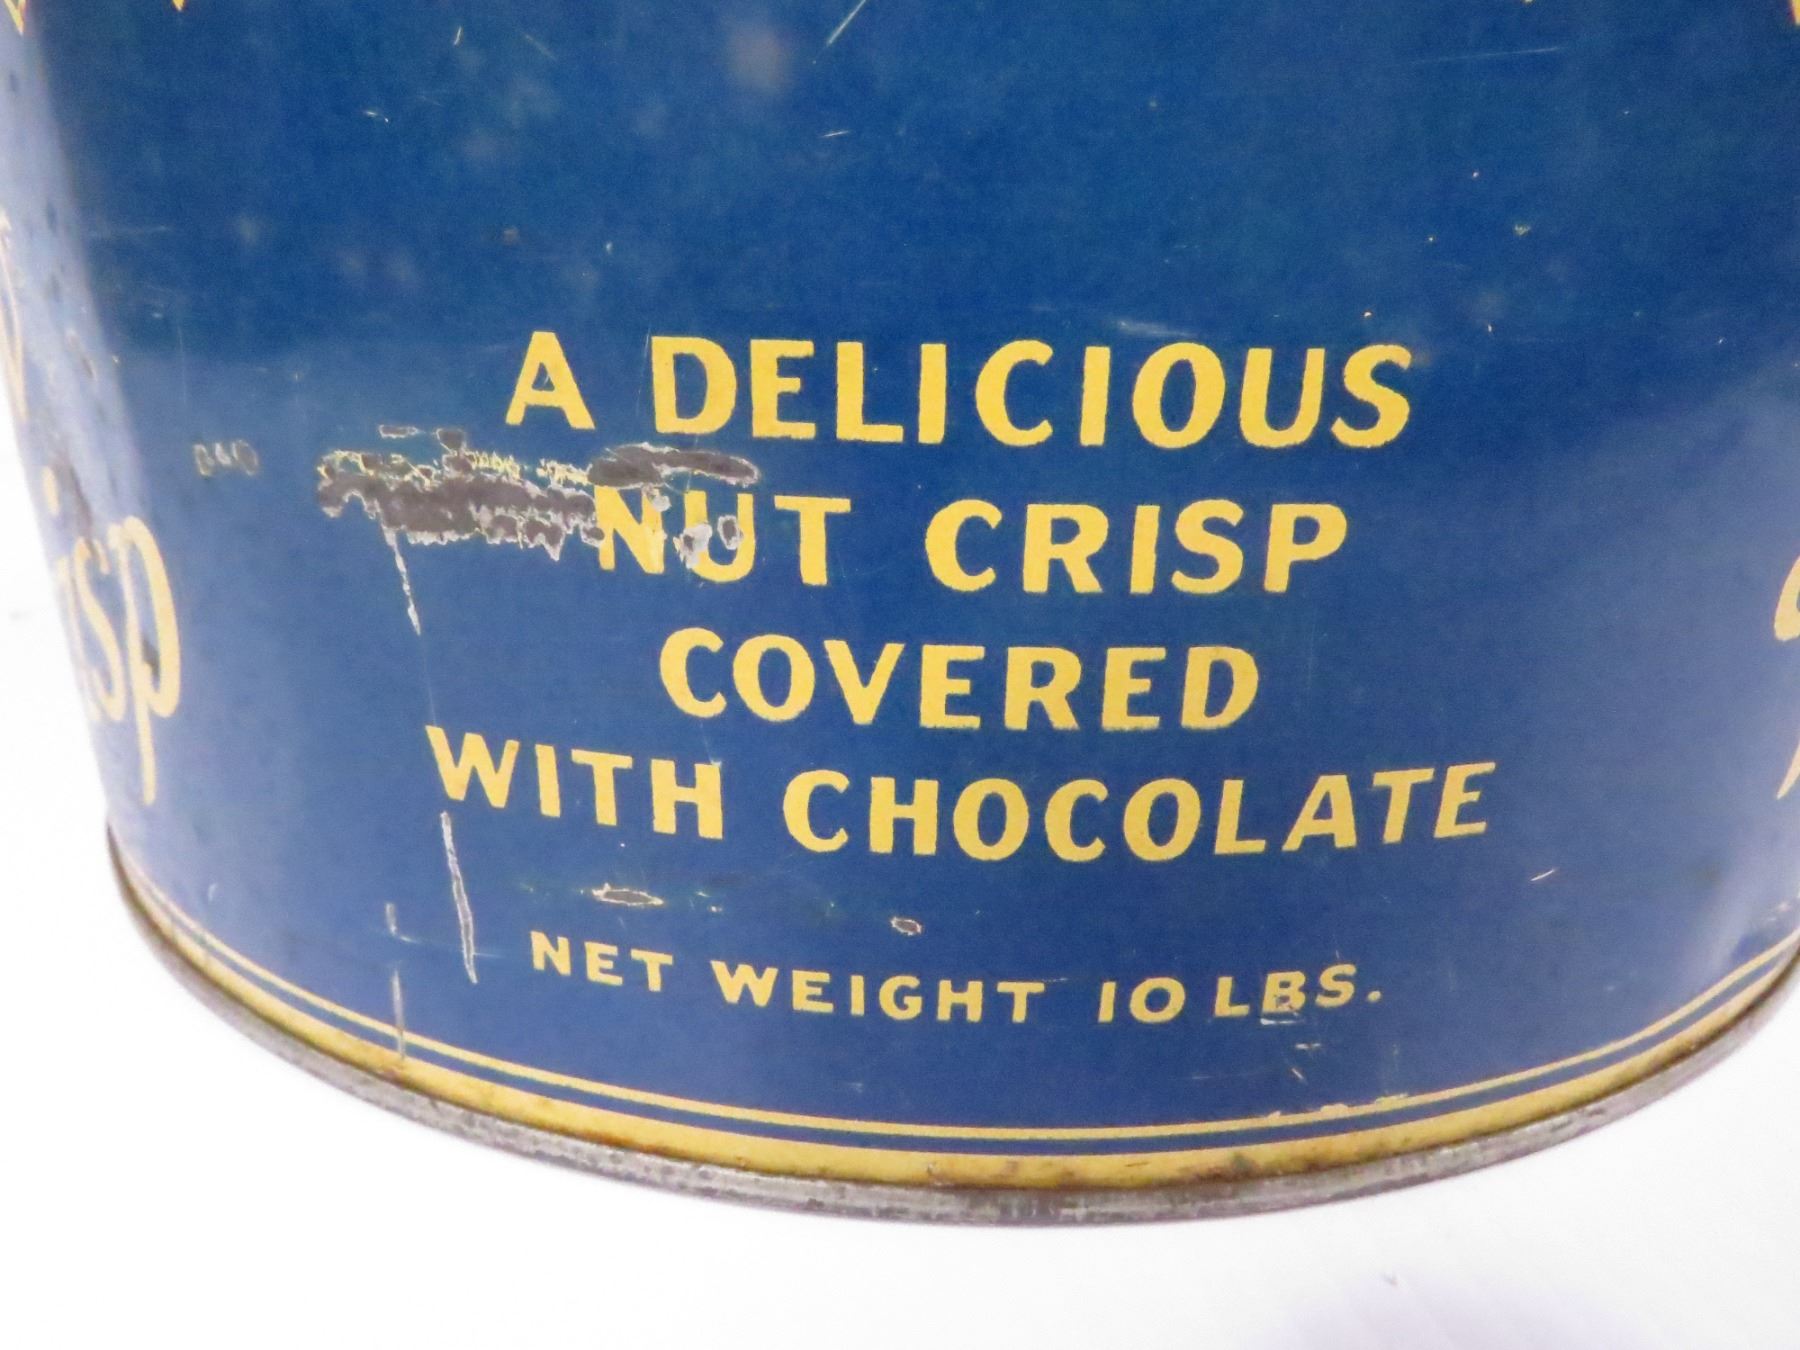 A DELICIOUS
NUT CRISP
COVERED
WITH CHOCOLATE
NET WEIGHT 10 LBS.